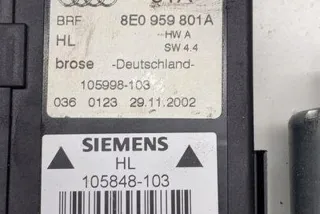 BRF 8E0 959 801A
HL HW A
SW 4.4
brose -Deutschland-
105998-103
036 0123 29.11.2002
SIEMENS
HL
105848-103